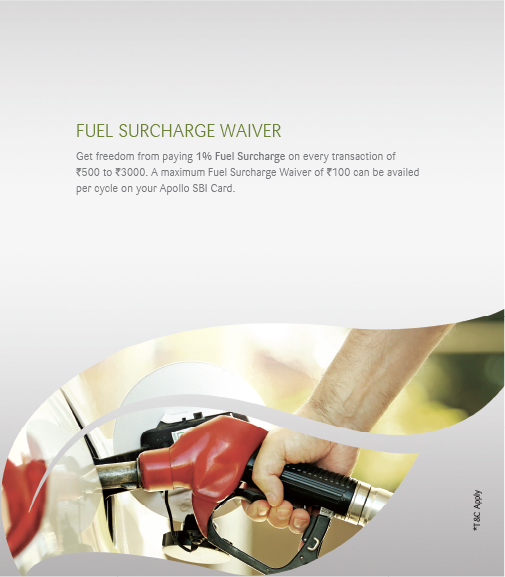 FUEL SURCHARGE WAIVER
Get freedom from paying 1% Fuel Surcharge on every transaction of
₹500 to ₹3000. A maximum Fuel Surcharge Waiver of ₹100 can be availed
per cycle on your Apollo SBI Card.
*T&C Apply